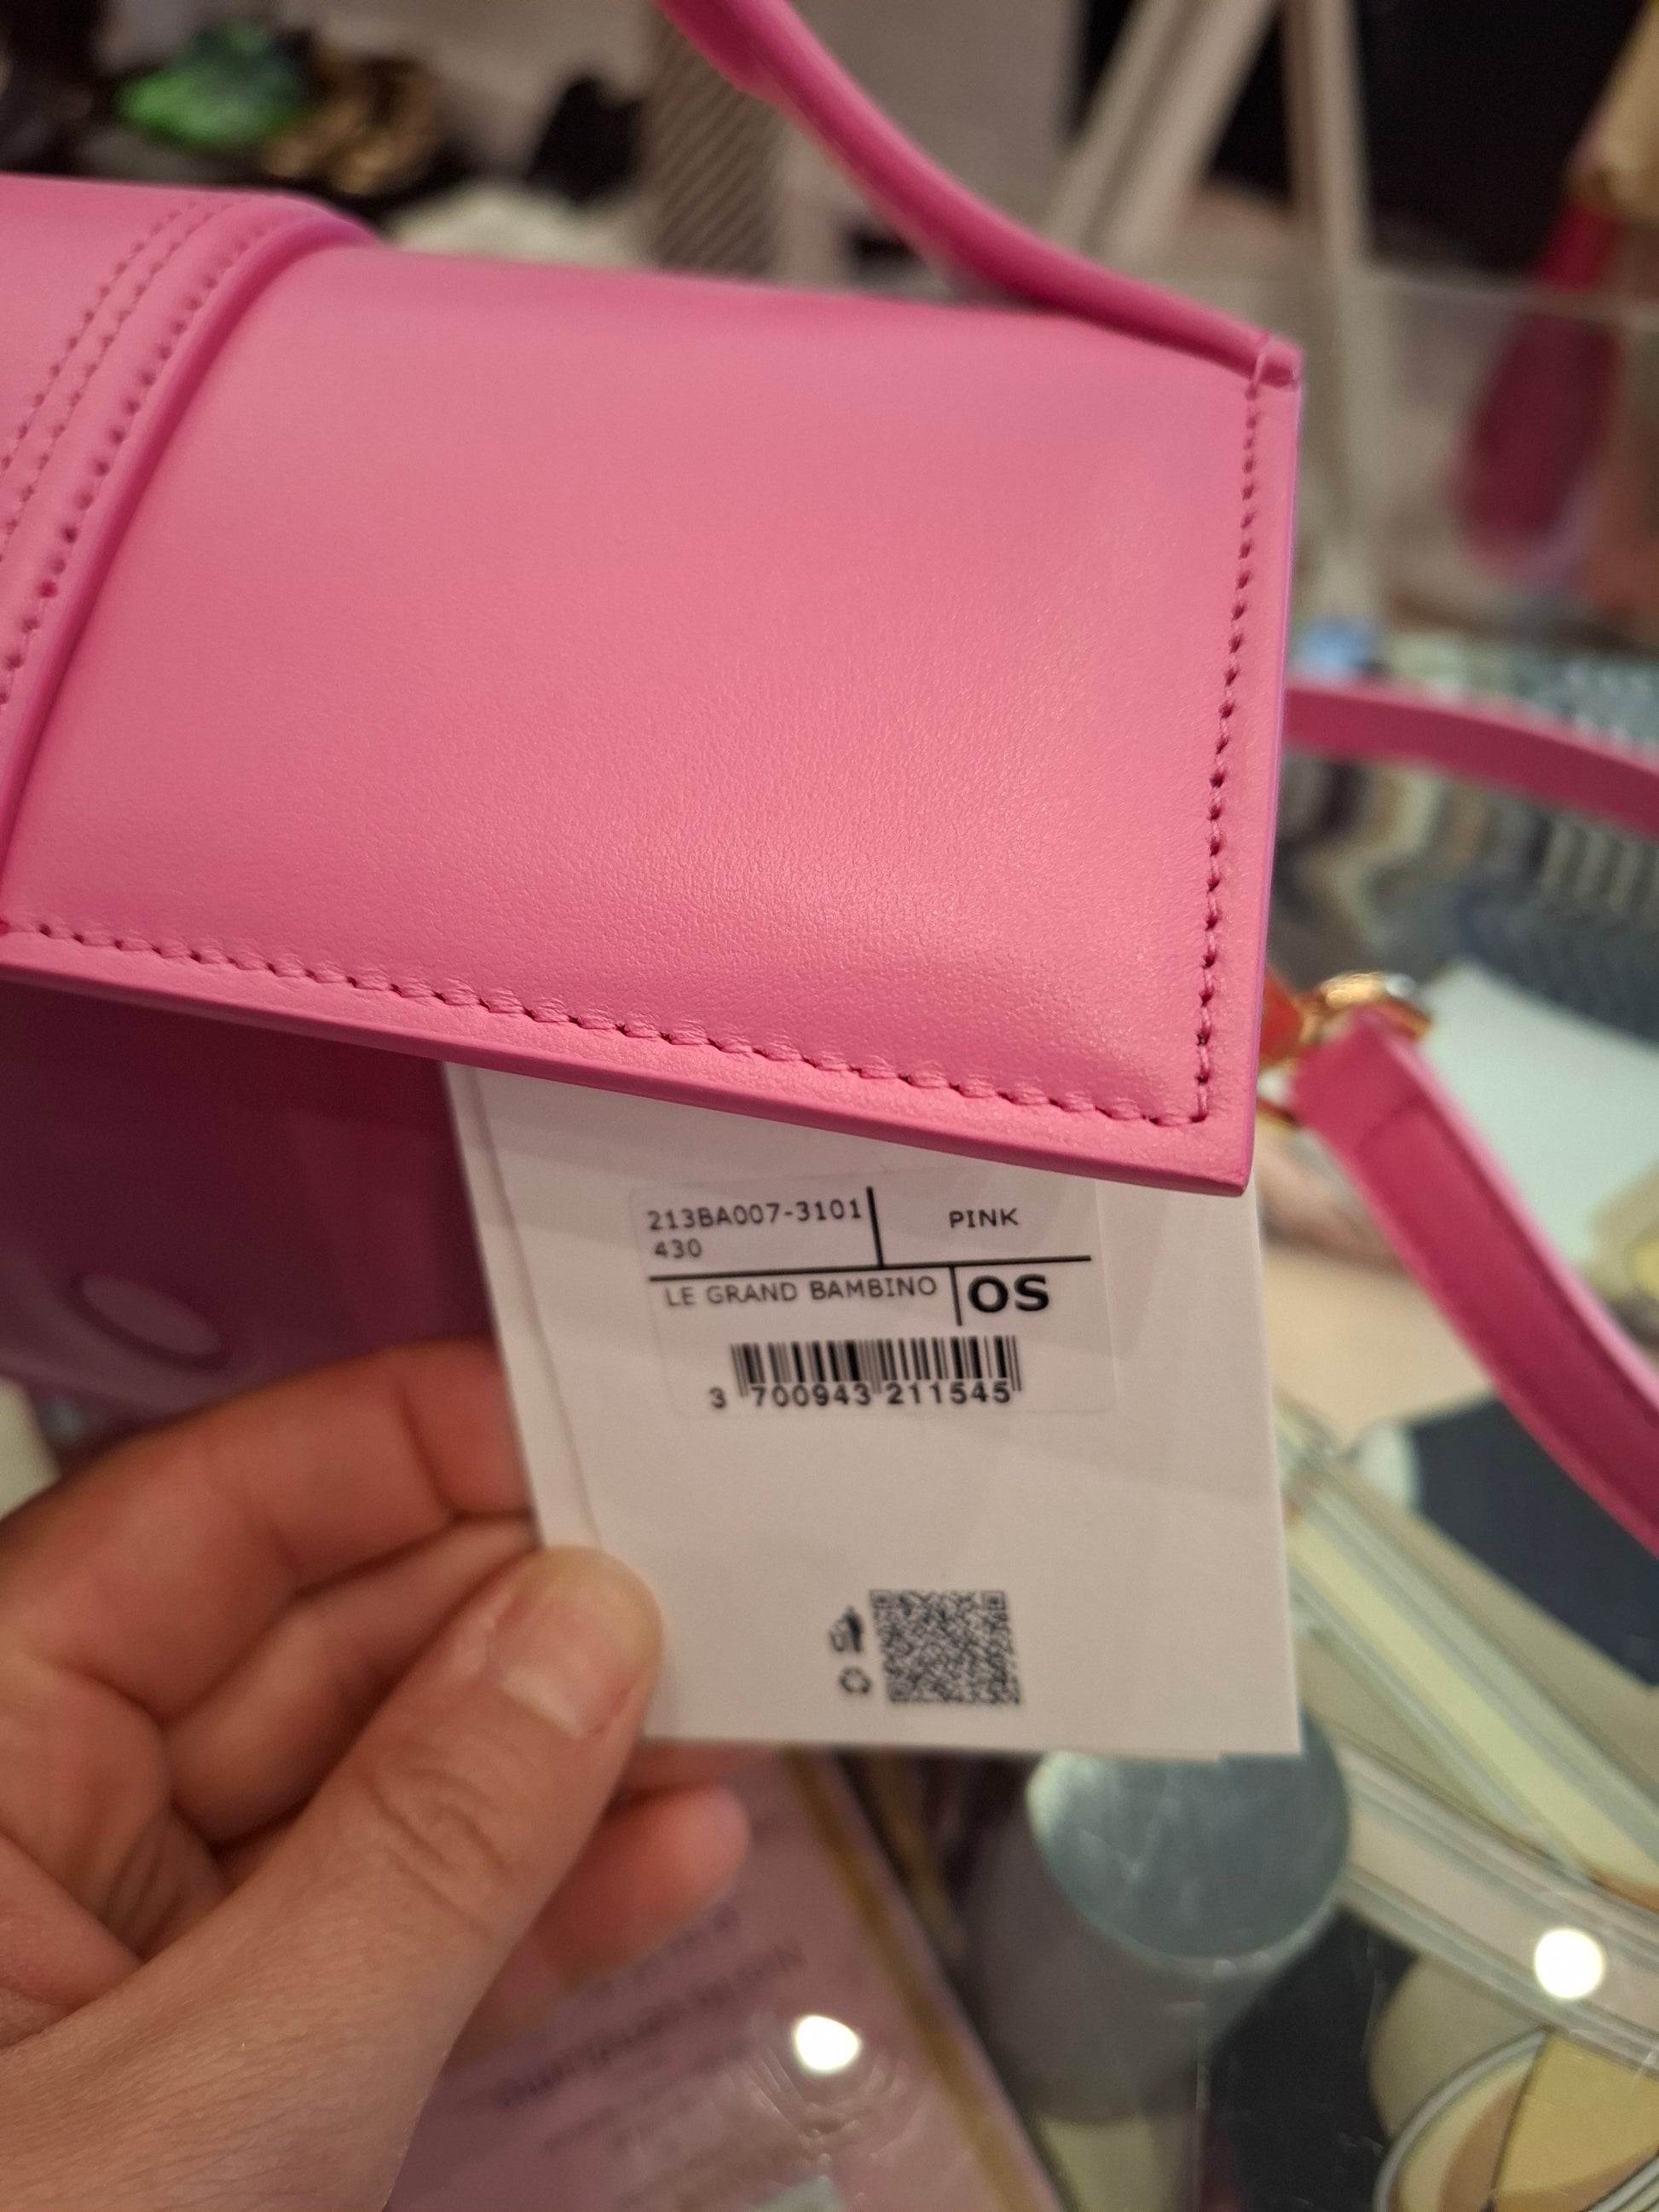 213BA007-3101
430
PINK
LE GRAND BAMBINO
OS
3 700943 211545